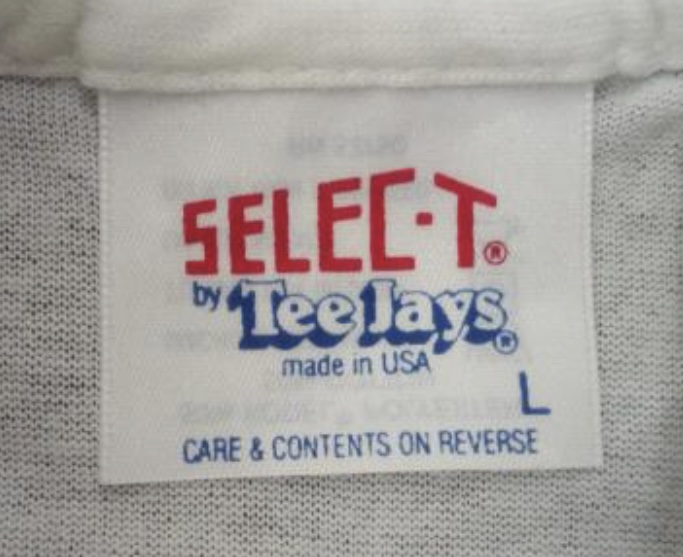 SELEC-T®
by Tee Jays®
made in USA
L
CARE & CONTENTS ON REVERSE